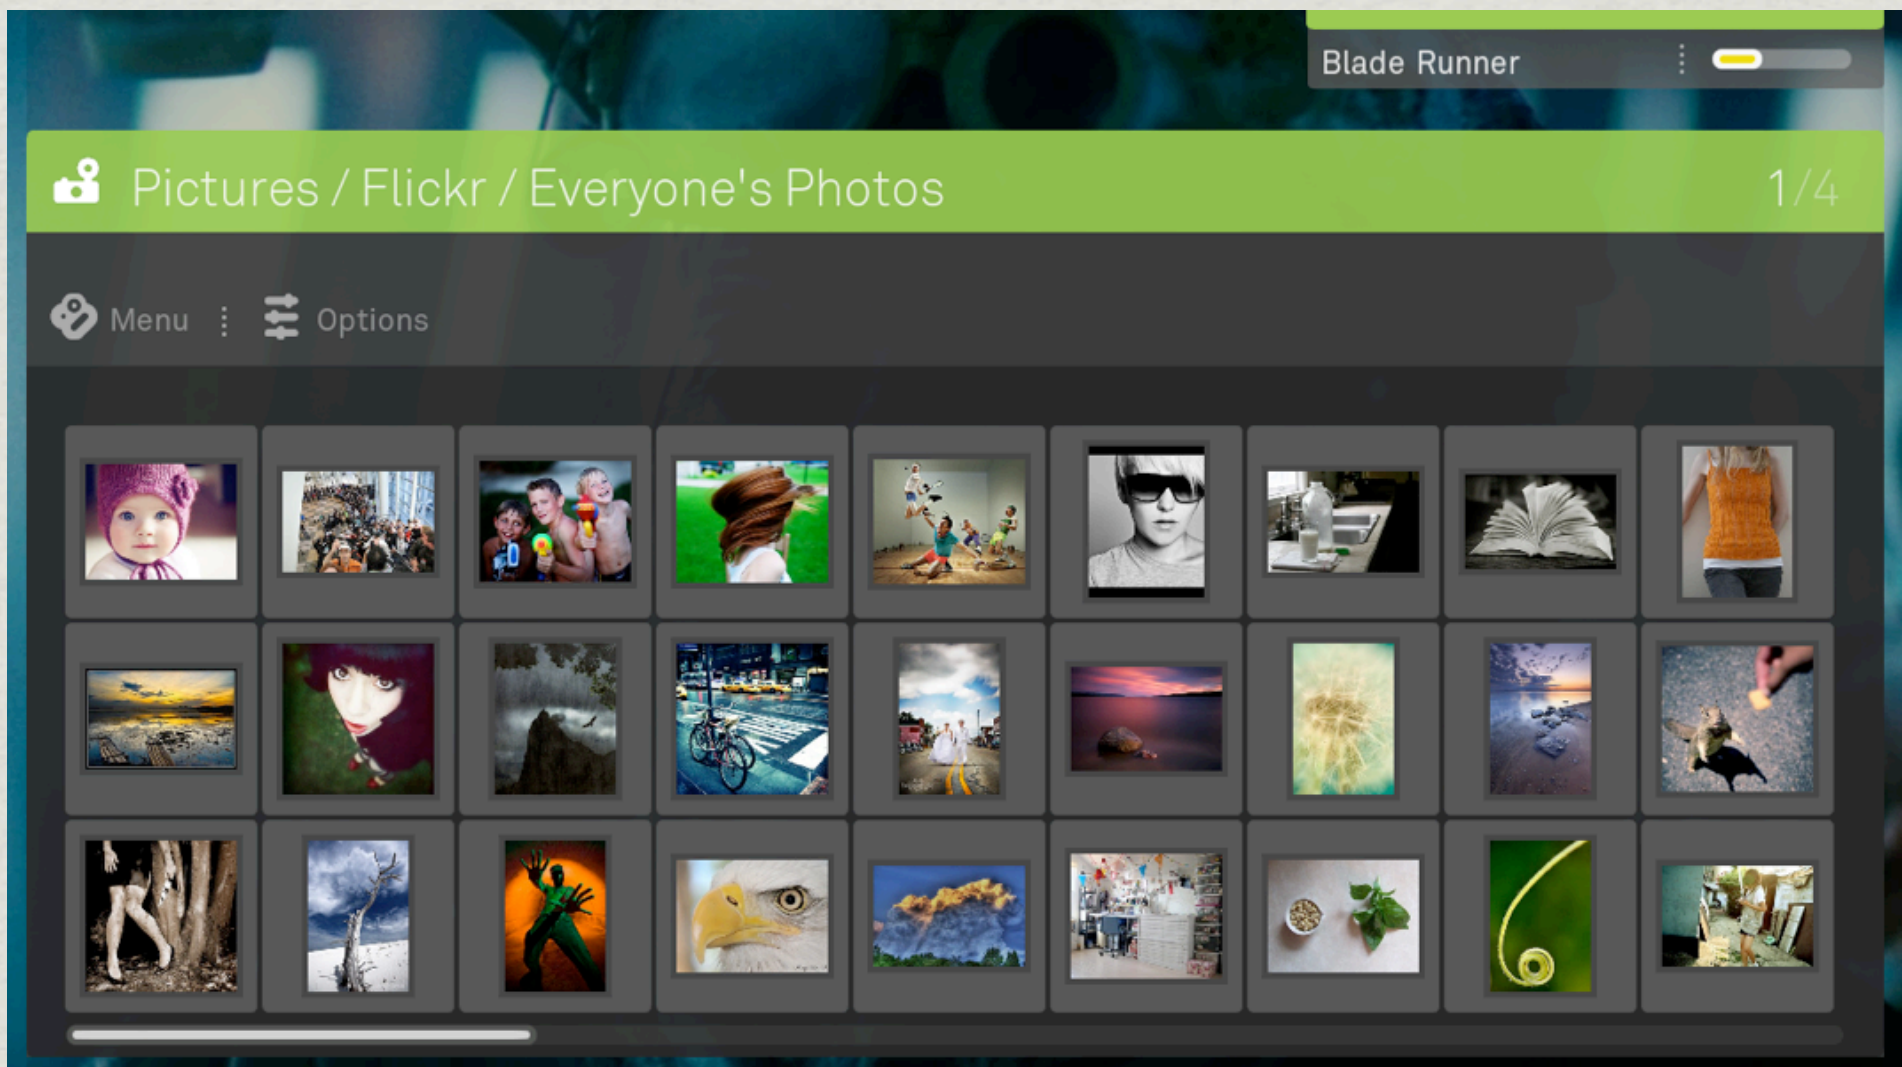 Blade Runner
Pictures / Flickr / Everyone's Photos
1/4
Menu
Options